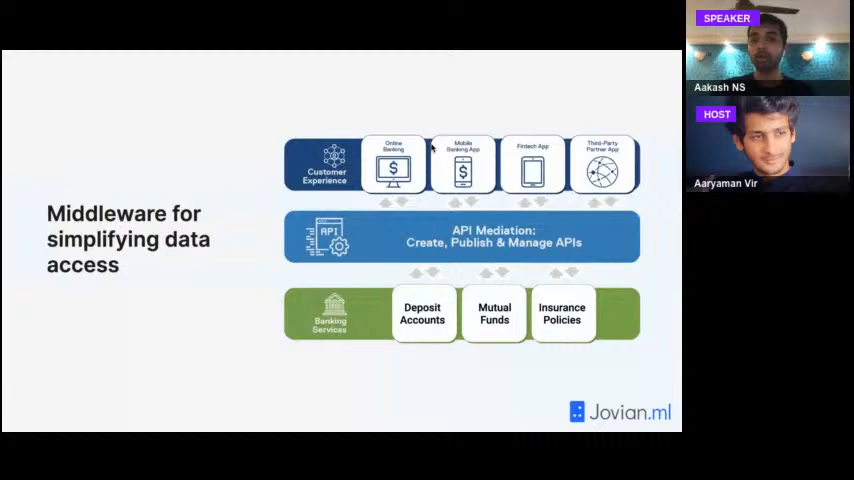 Middleware for
simplifying data
access
Customer
Experience
Online
Banking
Mobile
Banking App
Fintech App
Third-Party
Partner App
$
$
API
API Mediation:
Create, Publish & Manage APIs
Banking
Services
Deposit
Accounts
Mutual
Funds
Insurance
Policies
Jovian.ml
SPEAKER
Aakash NS
HOST
Aaryaman Vir